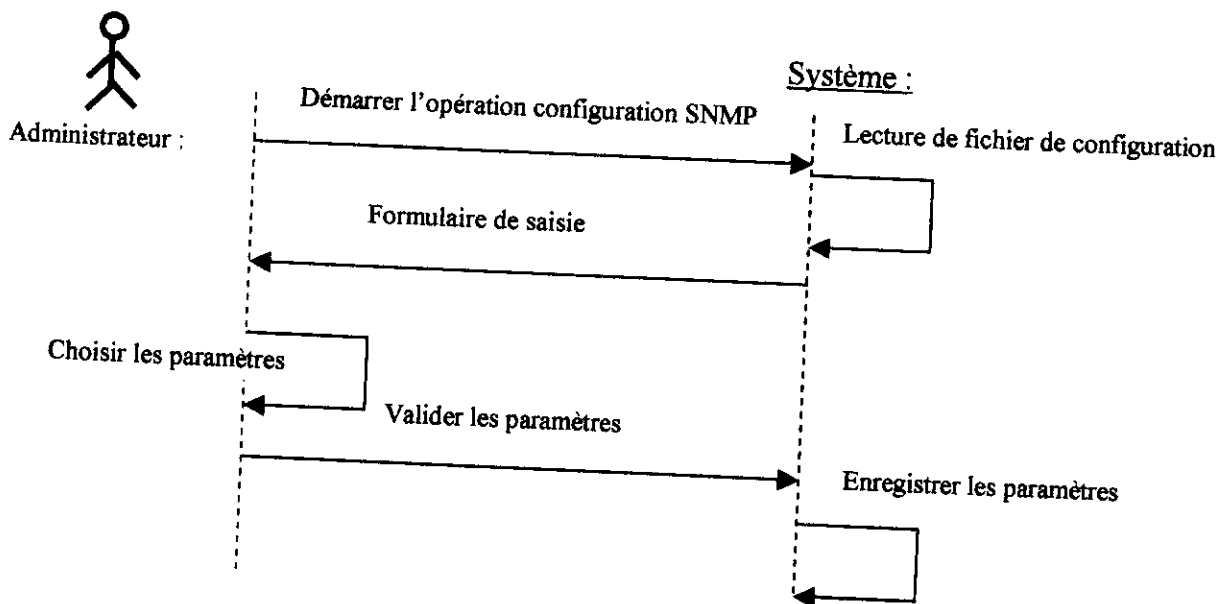 Système :
Démarrer l'opération configuration SNMP
Administrateur :
Lecture de fichier de configuration
Formulaire de saisie
Choisir les paramètres
Valider les paramètres
Enregistrer les paramètres